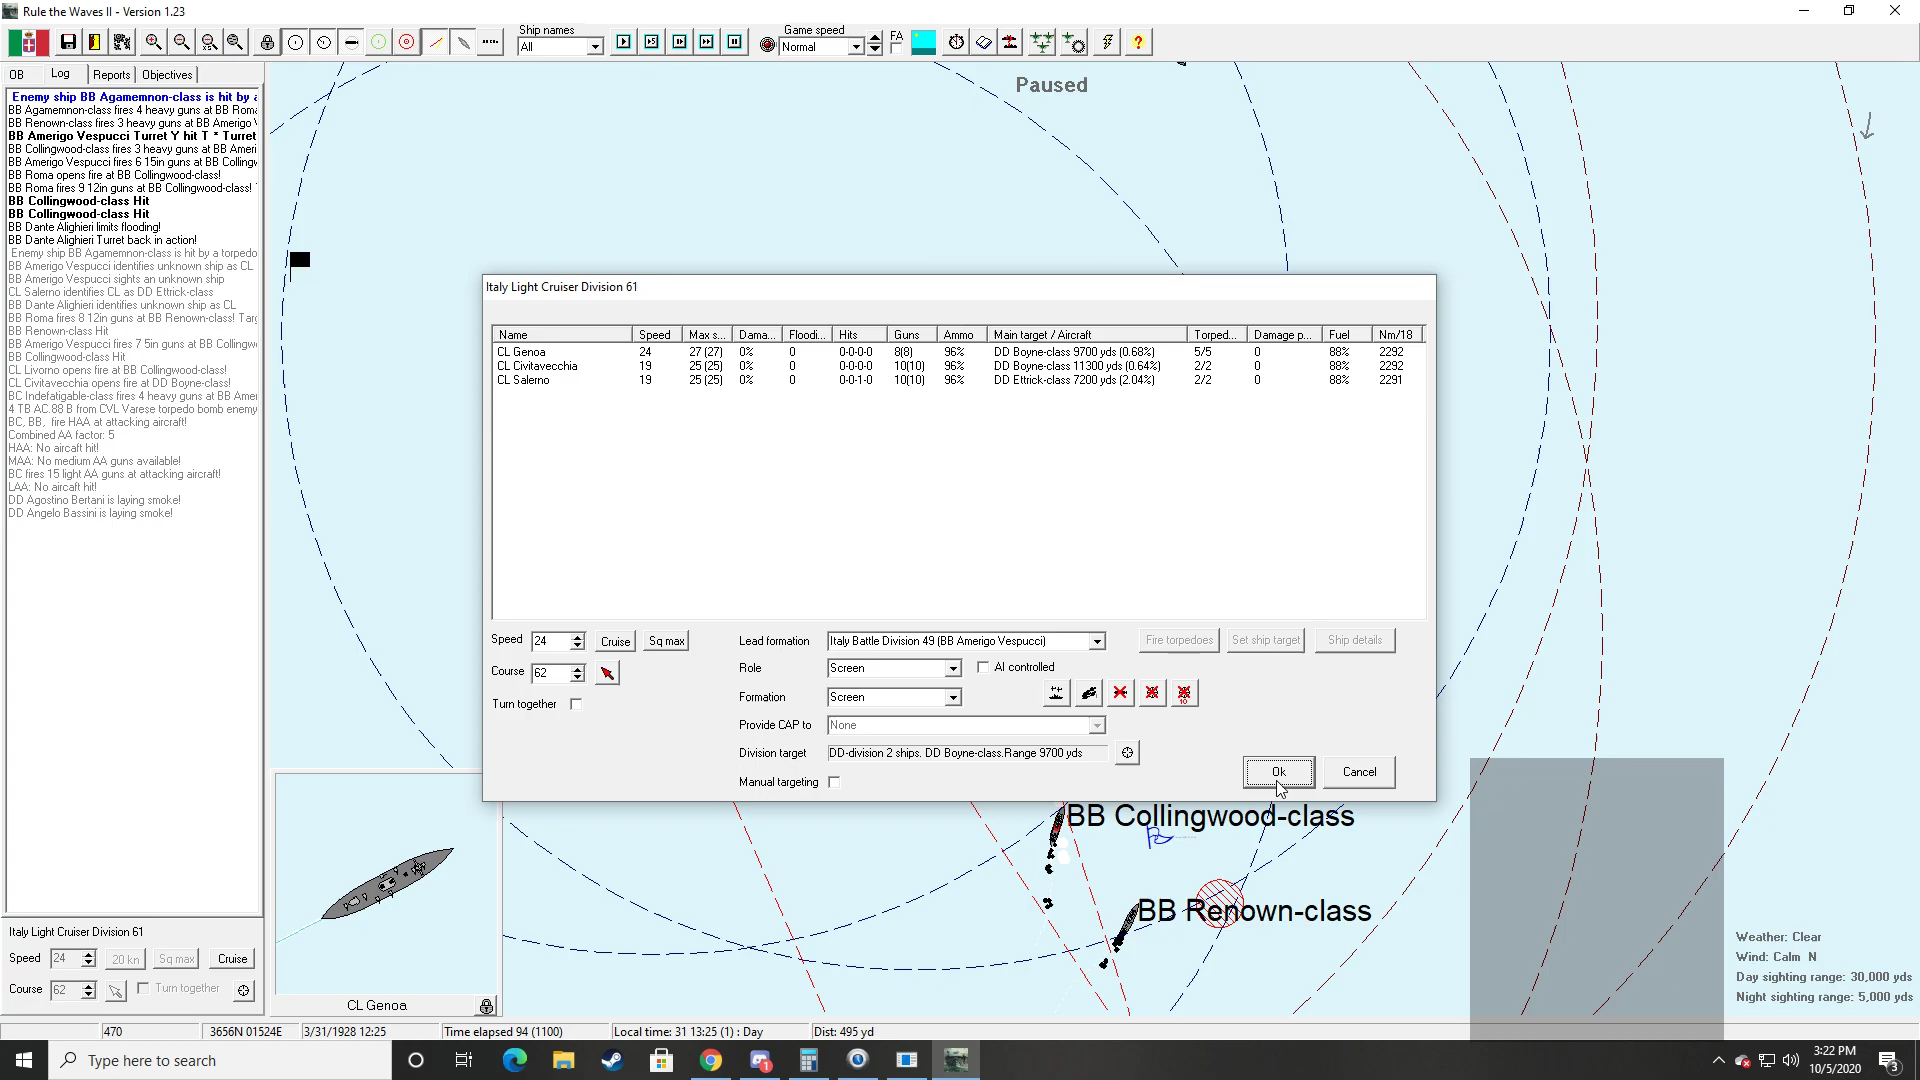 Rule the Waves II - Version 1.23
Ship names
All
Game speed
Normal
FA
OB
Log
Reports
Objectives
Enemy ship BB Agamemnon-class is hit by
BB Agamemnon-class fires 4 heavy guns at BB Roma
BB Renown-class fires 3 heavy guns at BB Amerigo
BB Amerigo Vespucci Turret Y hit T * Turret
BB Collingwood-class fires 3 heavy guns at BB Ameri
BB Amerigo Vespucci fires 6 15in guns at BB Collingw
BB Roma opens fire at BB Collingwood-class!
BB Roma fires 9 12in guns at BB Collingwood-class!
BB Collingwood-class Hit
BB Collingwood-class Hit
BB Dante Alighieri limits flooding!
BB Dante Alighieri Turret back in action!
Enemy ship BB Agamemnon-class is hit by a torpedo
BB Amerigo Vespucci identifies unknown ship as CL
BB Amerigo Vespucci sights an unknown ship
CL Salerno identifies CL as DD Ettrick-class
BB Dante Alighieri identifies unknown ship as CL
BB Roma fires 8 12in guns at BB Renown-class! Targ
BB Renown-class Hit
BB Amerigo Vespucci fires 7 5in guns at BB Collingw
BB Collingwood-class Hit
CL Livorno opens fire at BB Collingwood-class!
CL Civitavecchia opens fire at DD Boyne-class!
BC Indefatigable-class fires 4 heavy guns at BB Amer
4 TB AC.88 B from CVL Varese torpedo bomb enemy
BC, BB, fire HAA at attacking aircraft!
Combined AA factor: 5
HAA: No aircaft hit!
MAA: No medium AA guns available!
BC fires 15 light AA guns at attacking aircraft!
LAA: No aircaft hit!
DD Agostino Bertani is laying smoke!
DD Angelo Bassini is laying smoke!
Italy Light Cruiser Division 61
Speed 24 20 kn Sq max Cruise
Course 62 Turn together
CL Genoa
Paused
Italy Light Cruiser Division 61
Name Speed Max s... Dama... Floodi... Hits Guns Ammo Main target / Aircraft Torped... Damage p... Fuel Nm/18
CL Genoa 24 27 (27) 0% 0 0-0-0-0 8(8) 96% DD Boyne-class 9700 yds (0.68%) 5/5 0 88% 2292
CL Civitavecchia 19 25 (25) 0% 0 0-0-0-0 10(10) 96% DD Boyne-class 11300 yds (0.64%) 2/2 0 88% 2292
CL Salerno 19 25 (25) 0% 0 0-0-1-0 10(10) 96% DD Ettrick-class 7200 yds (2.04%) 2/2 0 88% 2291
Speed 24 Cruise Sq max
Course 62
Turn together
Lead formation Italy Battle Division 49 (BB Amerigo Vespucci)
Role Screen AI controlled
Formation Screen
10
Provide CAP to None
Division target DD-division 2 ships. DD Boyne-class.Range 9700 yds
Manual targeting
Fire torpedoes Set ship target Ship details
Ok Cancel
BB Collingwood-class
BB Renown-class
Weather: Clear
Wind: Calm N
Day sighting range: 30,000 yds
Night sighting range: 5,000 yds
470 3656N 01524E 3/31/1928 12:25 Time elapsed 94 (1100) Local time: 31 13:25 (1) : Day Dist: 495 yd
Type here to search
3:22 PM
10/5/2020